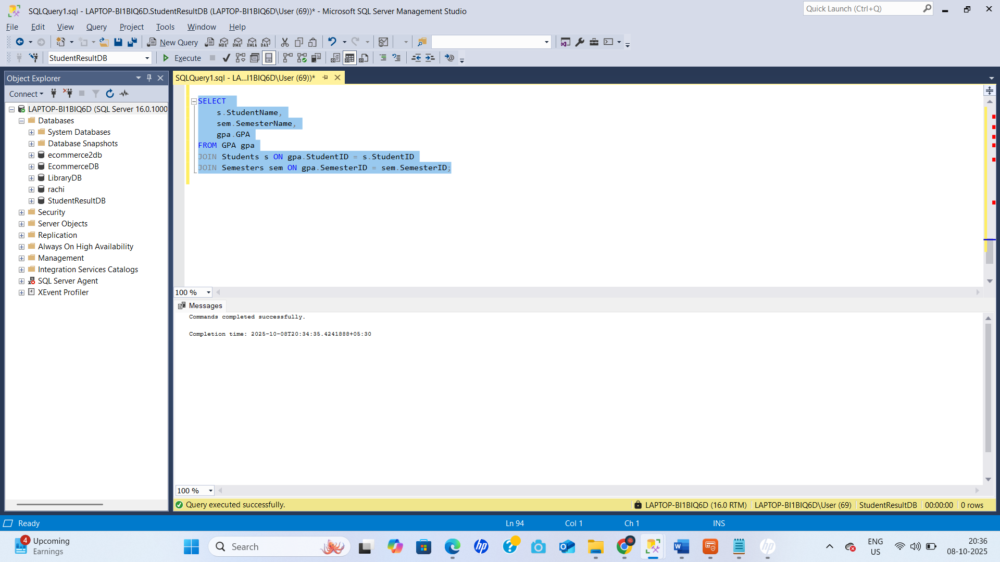 SQLQuery1.sql - LAPTOP-BI1BIQ6D.StudentResultDB (LAPTOP-BI1BIQ6D\User (69))* - Microsoft SQL Server Management Studio
Quick Launch (Ctrl+Q)
File Edit View Query Project Tools Window Help
New Query MDX DMX XMLA DAX
StudentResultDB Execute
Object Explorer
Connect
LAPTOP-BI1BIQ6D (SQL Server 16.0.1000
Databases
System Databases
Database Snapshots
ecommerce2db
EcommerceDB
LibraryDB
rachi
StudentResultDB
Security
Server Objects
Replication
Always On High Availability
Management
Integration Services Catalogs
SQL Server Agent
XEvent Profiler
SQLQuery1.sql - LA...I1BIQ6D\User (69))*
SELECT
s.StudentName,
sem.SemesterName,
gpa.GPA
FROM GPA gpa
JOIN Students s ON gpa.StudentID = s.StudentID
JOIN Semesters sem ON gpa.SemesterID = sem.SemesterID;
100 %
Messages
Commands completed successfully.
Completion time: 2025-10-08T20:34:35.4241888+05:30
100 %
Query executed successfully. LAPTOP-BI1BIQ6D (16.0 RTM) LAPTOP-BI1BIQ6D\User (69) StudentResultDB 00:00:00 0 rows
Ready Ln 94 Col 1 Ch 1 INS
4 Upcoming
Earnings
Search
hp
W
hp
ENG
US
20:36
08-10-2025